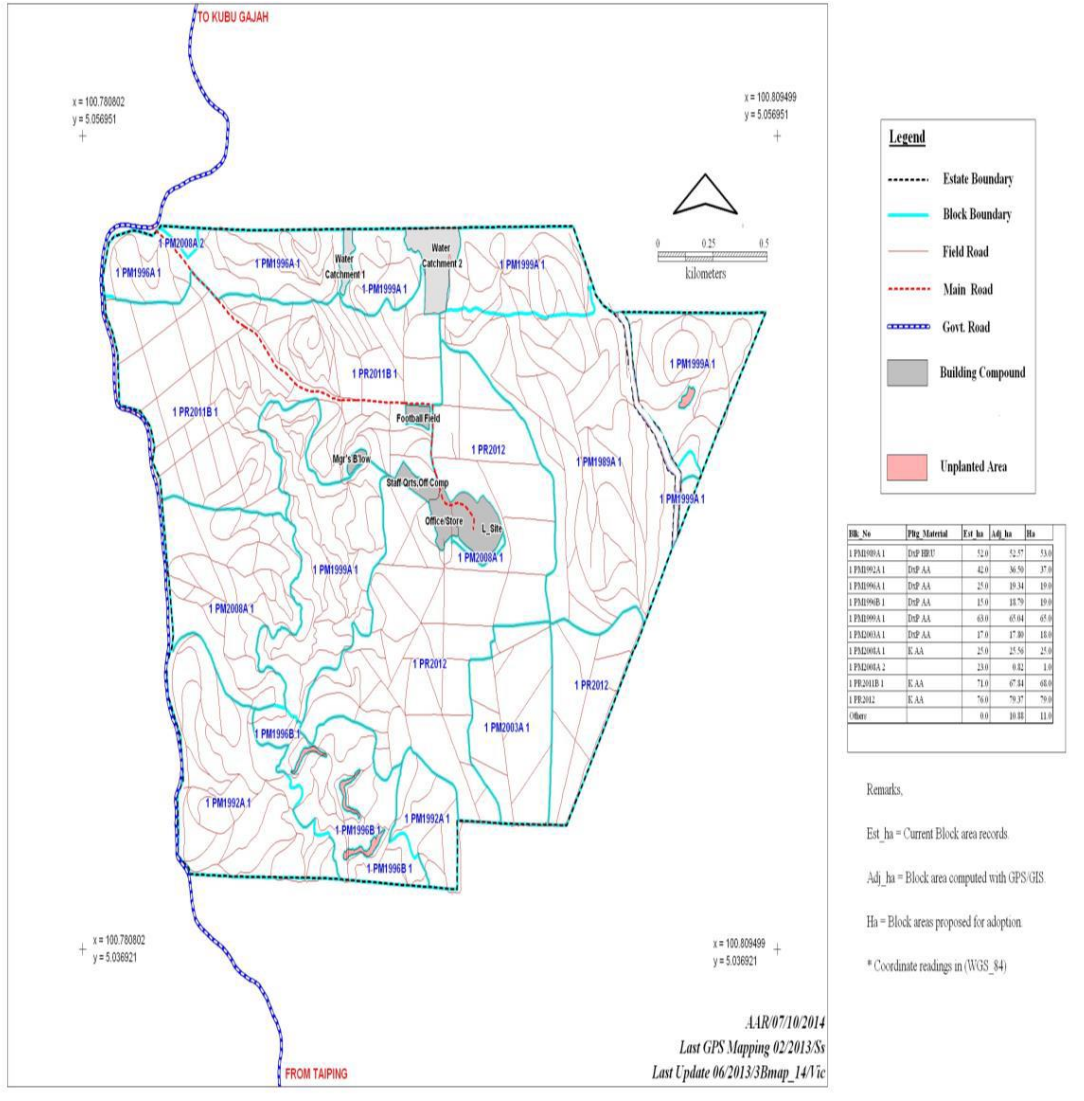 TO KUBU GAJAH
x = 100.780802
y = 5.056951
x = 100.809499
y = 5.056951
0 0.25 0.5
kilometers
1 PM2008A 2
1 PM1996A 1
1 PM1996A 1
Water
Catchment 1
1 PM1999A 1
Water
Catchment 2
1 PM1999A 1
1 PM1999A 1
1 PR2011B 1
1 PR2011B 1
Football Field
1 PR2012
Mgr's B'low
1 PM1989A 1
Staff Qrts,Off Comp
1 PM1999A 1
Office/Store
L_Site
1 PM2008A 1
1 PM1999A 1
1 PM2008A 1
1 PR2012
1 PR2012
1 PM2003A 1
1 PM1996B 1
1 PM1992A 1
1 PM1992A 1
1 PM1996B 1
1 PM1996B 1
x = 100.780802
y = 5.036921
x = 100.809499
y = 5.036921
FROM TAIPING
AAR/07/10/2014
Last GPS Mapping 02/2013/Ss
Last Update 06/2013/3Bmap_14/Vic
Legend
Estate Boundary
Block Boundary
Field Road
Main Road
Govt. Road
Building Compound
Unplanted Area
Blk_No Pltg_Material Est_ha Adj_ha Ha
1 PM1989A 1 DxP HRU 52.0 52.57 53.0
1 PM1992A 1 DxP AA 42.0 36.50 37.0
1 PM1996A 1 DxP AA 25.0 19.34 19.0
1 PM1996B 1 DxP AA 15.0 18.79 19.0
1 PM1999A 1 DxP AA 63.0 65.04 65.0
1 PM2003A 1 DxP AA 17.0 17.80 18.0
1 PM2008A 1 K AA 25.0 25.56 25.0
1 PM2008A 2 23.0 0.82 1.0
1 PR2011B 1 K AA 71.0 67.84 68.0
1 PR2012 K AA 76.0 79.37 79.0
Others 0.0 10.88 11.0
Remarks,
Est_ha = Current Block area records.
Adj_ha = Block area computed with GPS/GIS.
Ha = Block areas proposed for adoption
* Coordinate readings in (WGS_84)